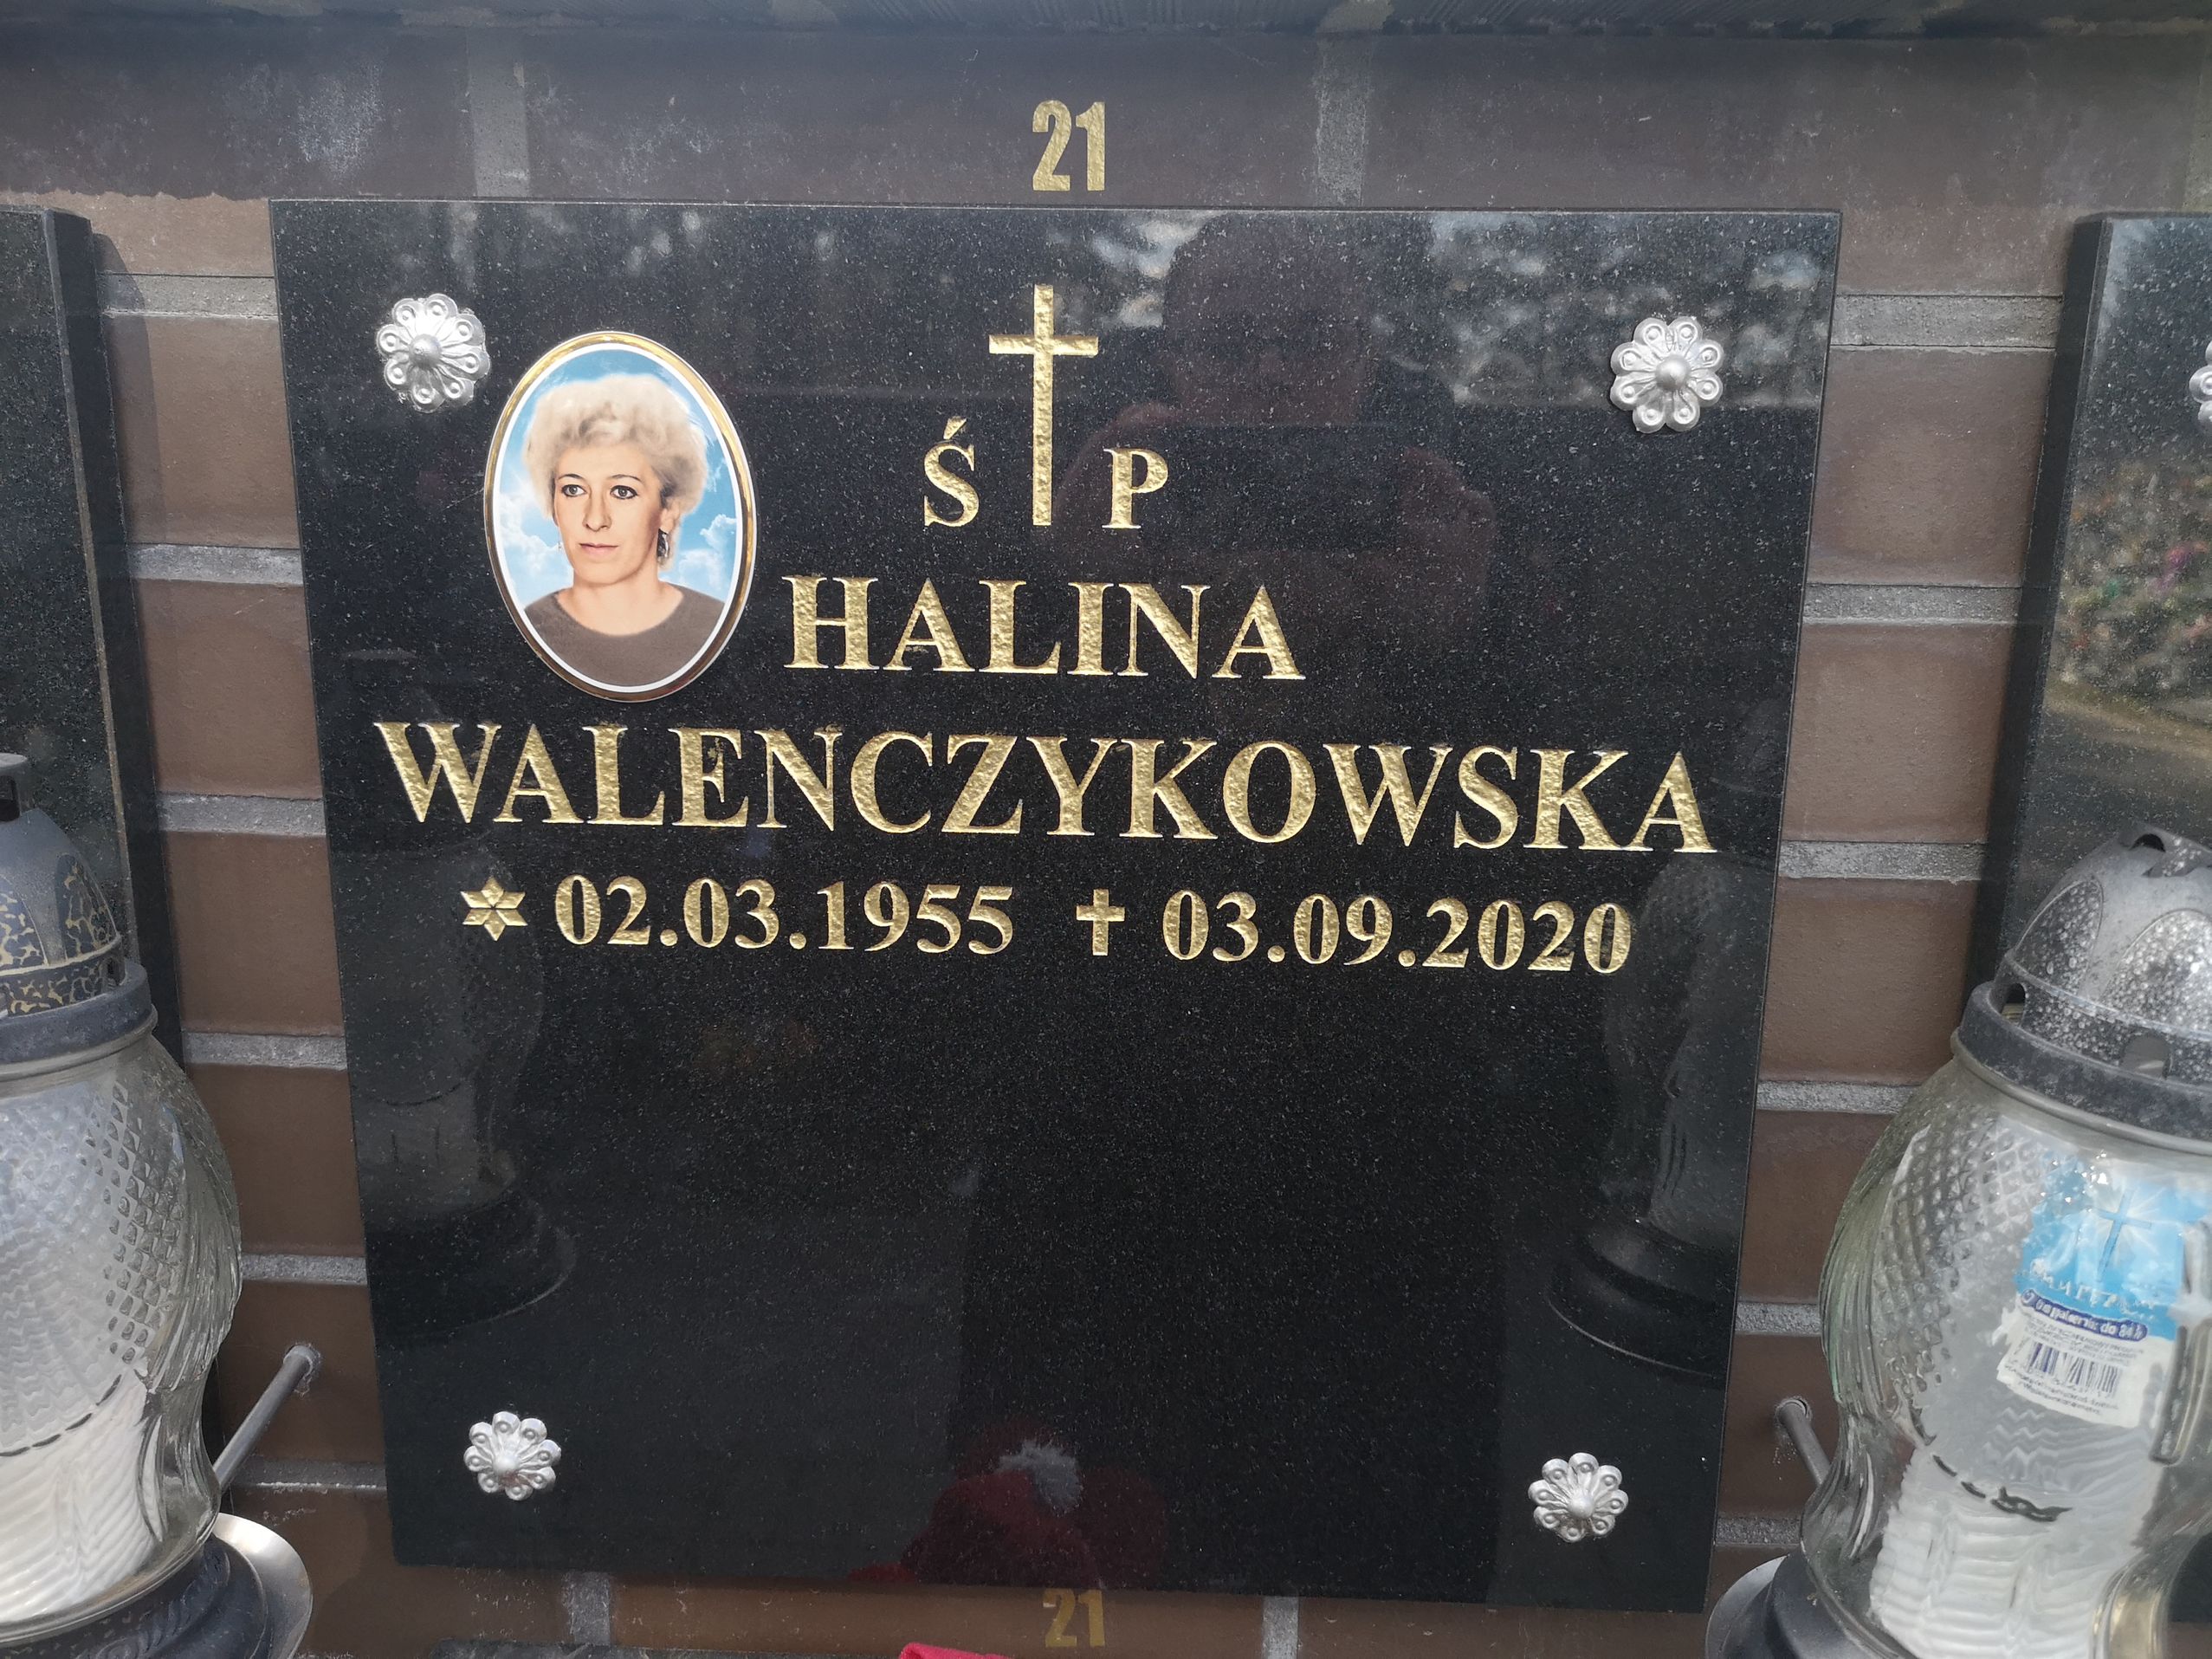 21
Ś P
HALINA
WALENCZYKOWSKA
02.03.1955 03.09.2020
21